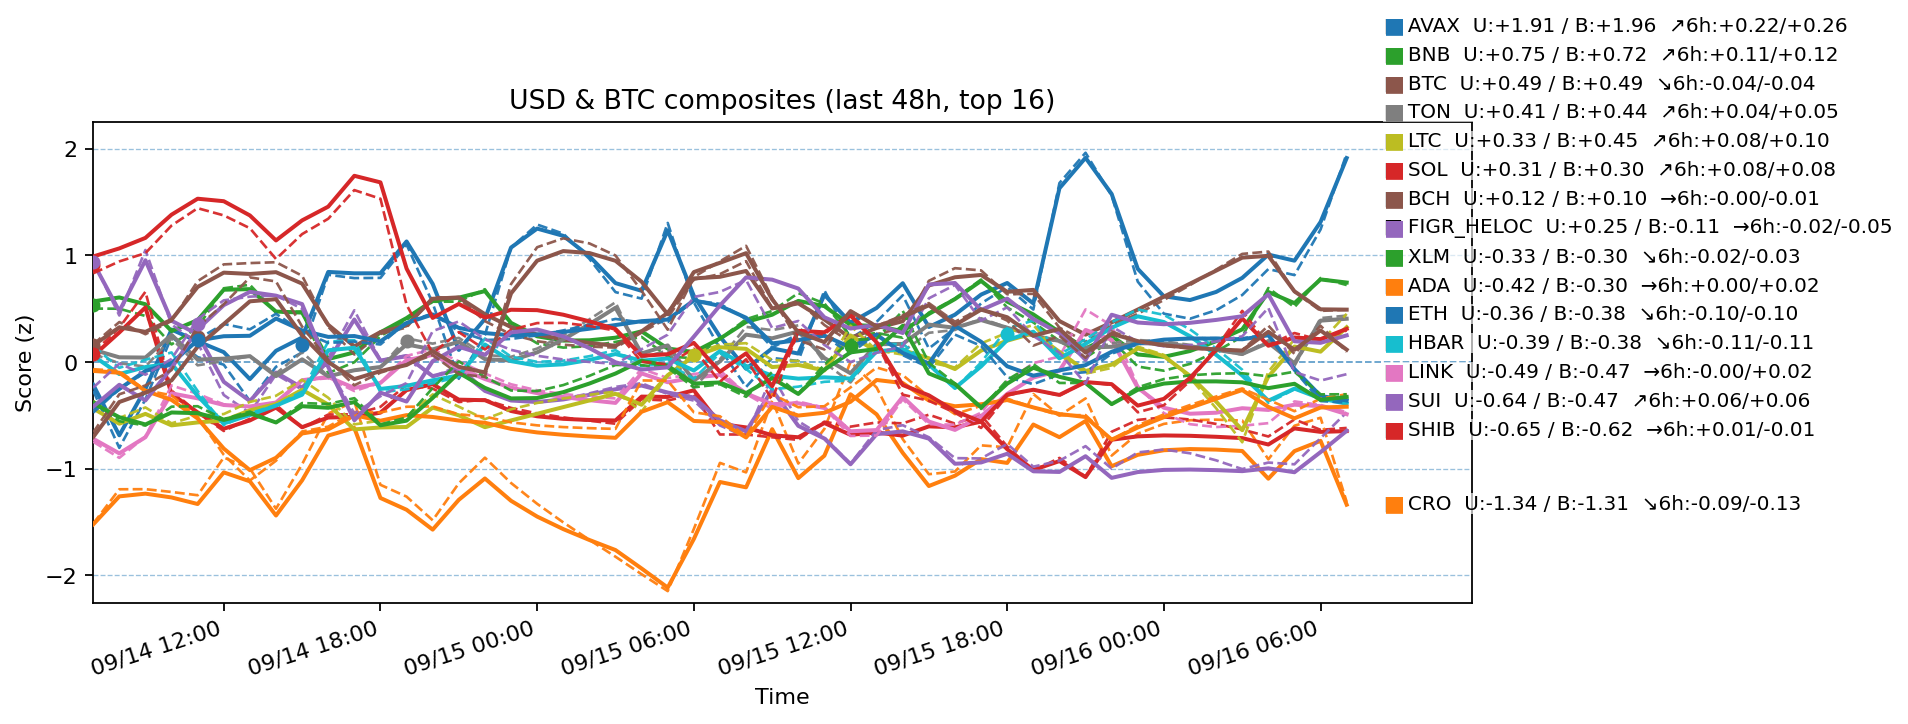 USD & BTC composites (last 48h, top 16)
AVAX U:+1.91 / B:+1.96 ↗6h:+0.22/+0.26
BNB U:+0.75 / B:+0.72 ↗6h:+0.11/+0.12
BTC U:+0.49 / B:+0.49 ↘6h:-0.04/-0.04
TON U:+0.41 / B:+0.44 ↗6h:+0.04/+0.05
LTC U:+0.33 / B:+0.45 ↗6h:+0.08/+0.10
SOL U:+0.31 / B:+0.30 ↗6h:+0.08/+0.08
BCH U:+0.12 / B:+0.10 →6h:-0.00/-0.01
FIGR_HELOC U:+0.25 / B:-0.11 →6h:-0.02/-0.05
XLM U:-0.33 / B:-0.30 ↘6h:-0.02/-0.03
ADA U:-0.42 / B:-0.30 →6h:+0.00/+0.02
ETH U:-0.36 / B:-0.38 ↘6h:-0.10/-0.10
HBAR U:-0.39 / B:-0.38 ↘6h:-0.11/-0.11
LINK U:-0.49 / B:-0.47 →6h:-0.00/+0.02
SUI U:-0.64 / B:-0.47 ↗6h:+0.06/+0.06
SHIB U:-0.65 / B:-0.62 →6h:+0.01/-0.01
CRO U:-1.34 / B:-1.31 ↘6h:-0.09/-0.13
Score (z)
2
1
0
−1
−2
09/14 12:00
09/14 18:00
09/15 00:00
09/15 06:00
09/15 12:00
09/15 18:00
09/16 00:00
09/16 06:00
Time